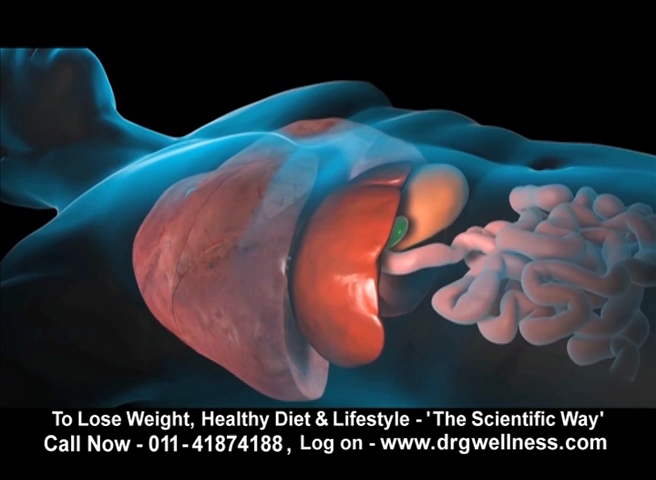 To Lose Weight, Healthy Diet & Lifestyle - 'The Scientific Way'
Call Now - 011-41874188, Log on - www.drgwellness.com